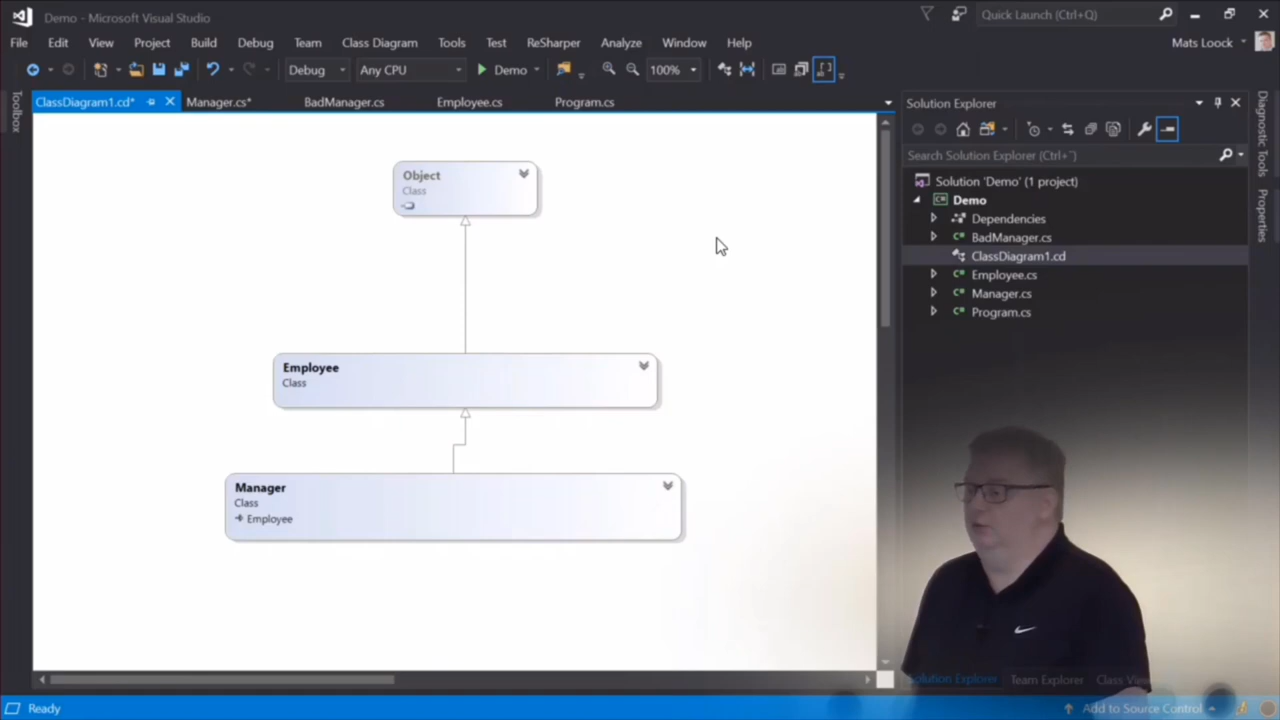 Demo - Microsoft Visual Studio
Quick Launch (Ctrl+Q)
File Edit View Project Build Debug Team Class Diagram Tools Test ReSharper Analyze Window Help
Mats Loock
Debug Any CPU Demo 100%
Toolbox
ClassDiagram1.cd* Manager.cs* BadManager.cs Employee.cs Program.cs
Object
Class
Employee
Class
Manager
Class
Employee
Solution Explorer
Search Solution Explorer (Ctrl+¨)
Solution 'Demo' (1 project)
Demo
Dependencies
BadManager.cs
ClassDiagram1.cd
Employee.cs
Manager.cs
Program.cs
Diagnostic Tools
Properties
Solution Explorer Team Explorer Class View
Ready
Add to Source Control